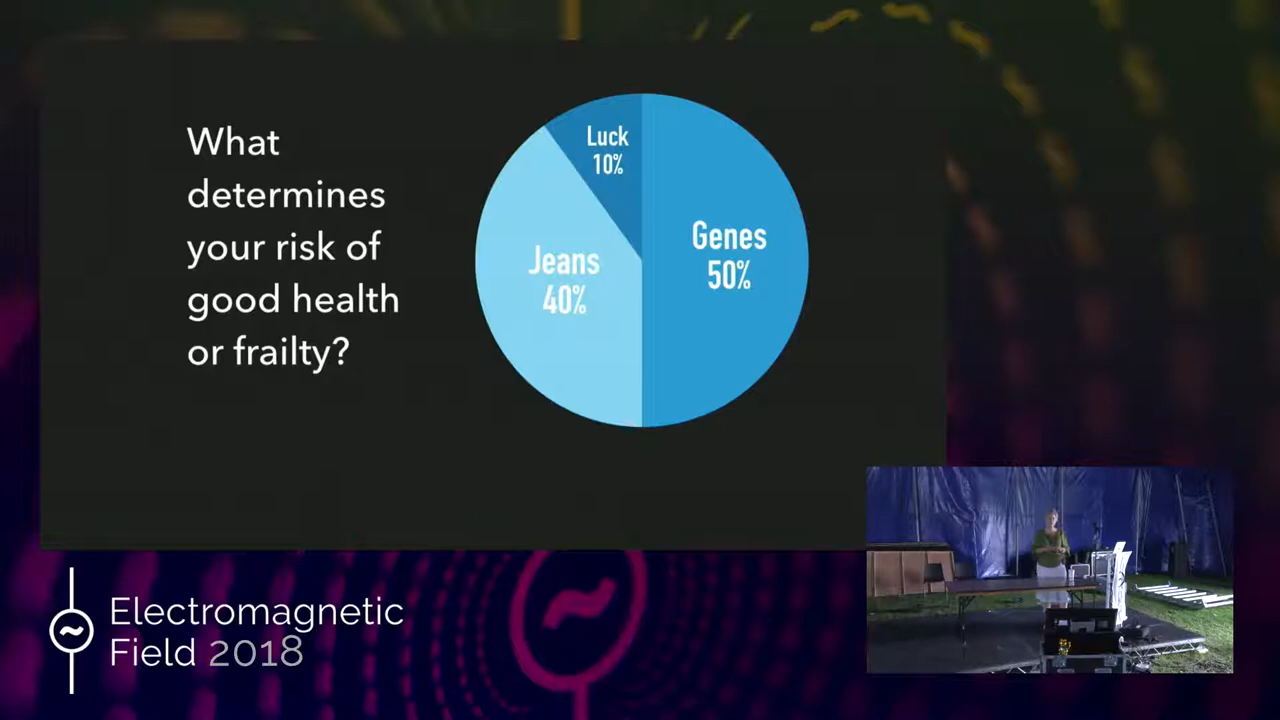 What
determines
your risk of
good health
or frailty?
Luck
10%
Genes
50%
Jeans
40%
Electromagnetic
Field 2018